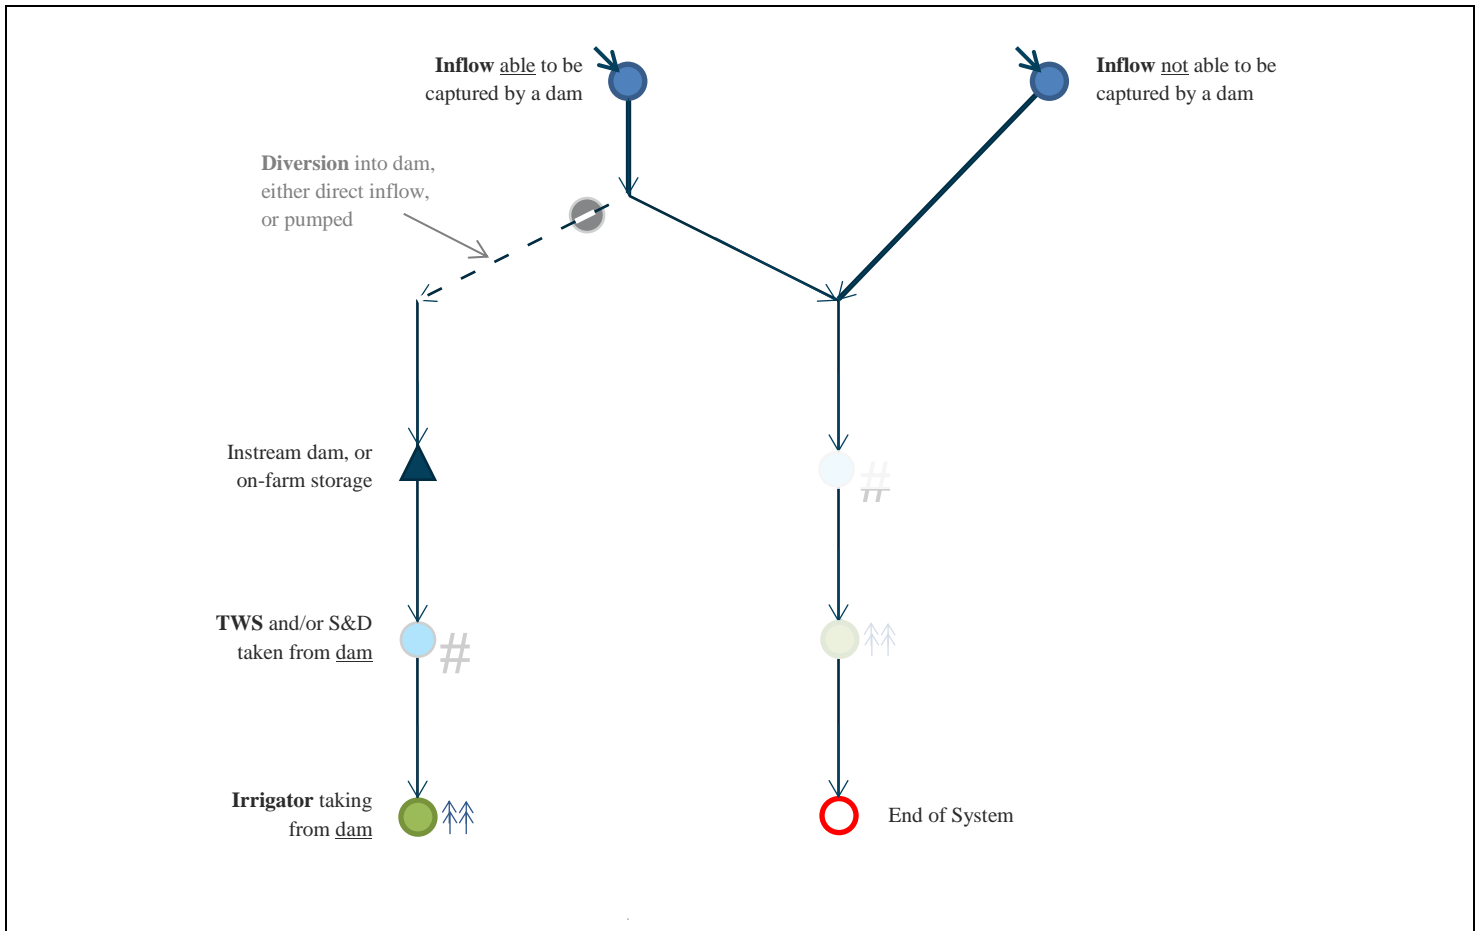 Inflow able to be
captured by a dam
Inflow not able to be
captured by a dam
Diversion into dam,
either direct inflow,
or pumped
Instream dam, or
on-farm storage
#
TWS and/or S&D
taken from dam
#
Irrigator taking
from dam
End of System